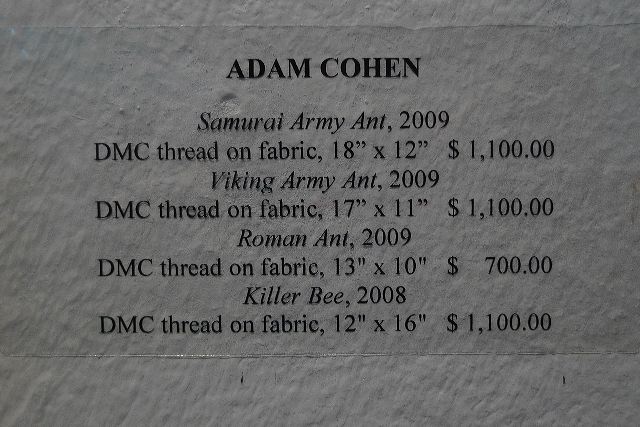 ADAM COHEN
Samurai Army Ant, 2009
DMC thread on fabric, 18” x 12” $ 1,100.00
Viking Army Ant, 2009
DMC thread on fabric, 17” x 11” $ 1,100.00
Roman Ant, 2009
DMC thread on fabric, 13" x 10" $ 700.00
Killer Bee, 2008
DMC thread on fabric, 12" x 16" $ 1,100.00